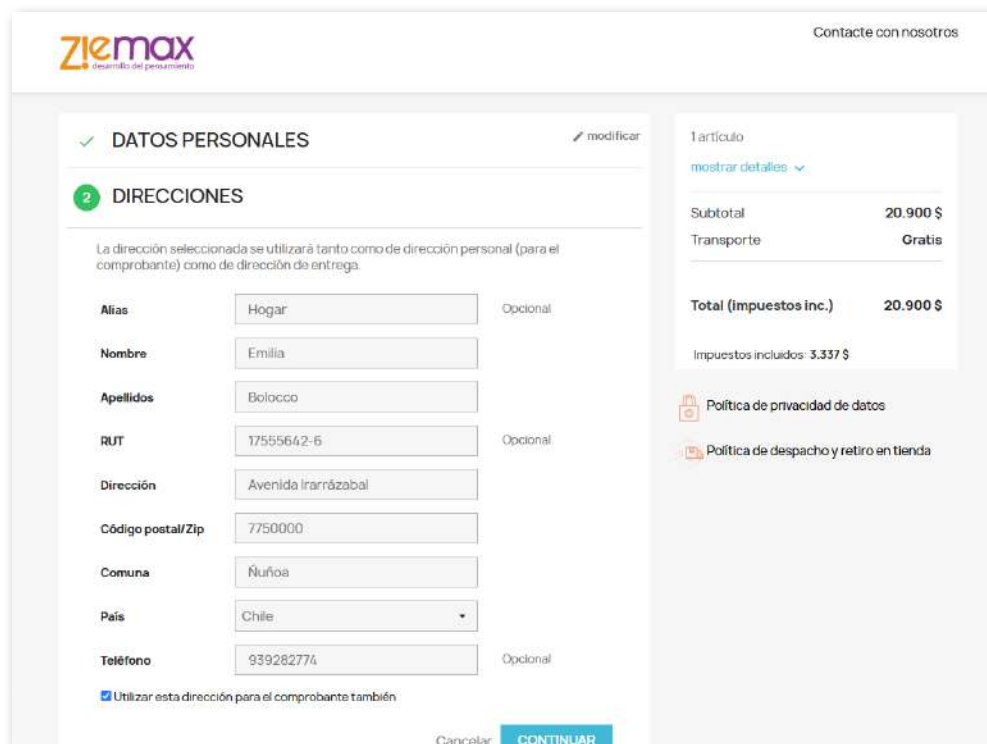 Contacte con nosotros
ziemax
desarrollo del pensamiento
DATOS PERSONALES
modificar
2 DIRECCIONES
La dirección seleccionada se utilizará tanto como de dirección personal (para el
comprobante) como de dirección de entrega.
Alias Hogar Opcional
Nombre Emilia
Apellidos Bolocco
RUT 17555642-6 Opcional
Dirección Avenida Irarrázabal
Código postal/Zip 7750000
Comuna Ñuñoa
País Chile
Teléfono 939282774 Opcional
Utilizar esta dirección para el comprobante también
Cancelar CONTINUAR
1 artículo
mostrar detalles
Subtotal 20.900 $
Transporte Gratis
Total (impuestos inc.) 20.900 $
Impuestos incluidos: 3.337 $
Política de privacidad de datos
Política de despacho y retiro en tienda